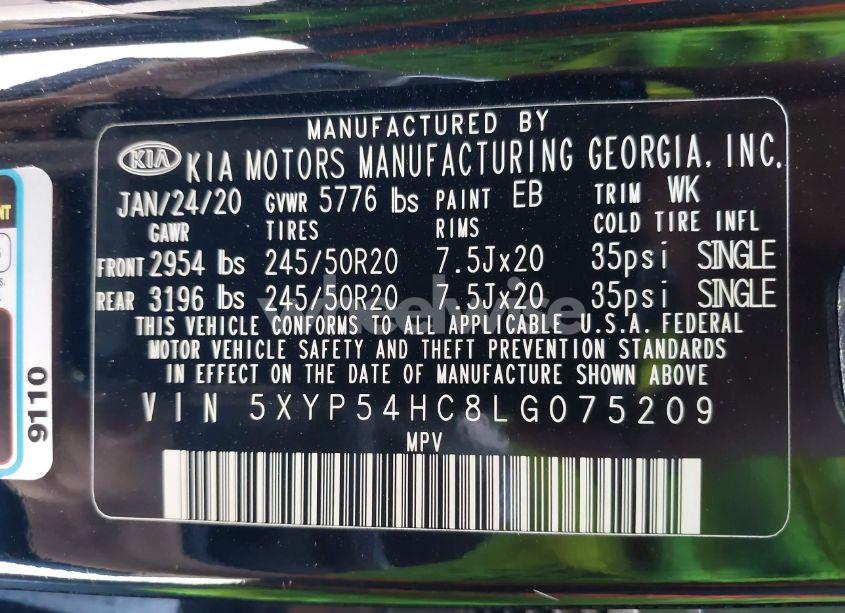 MANUFACTURED BY
KIA KIA MOTORS MANUFACTURING GEORGIA, INC.
JAN/24/20 GVWR 5776 lbs PAINT EB TRIM WK
GAWR TIRES RIMS COLD TIRE INFL
FRONT 2954 lbs 245/50R20 7.5Jx20 35psi SINGLE
REAR 3196 lbs 245/50R20 7.5Jx20 35psi SINGLE
THIS VEHICLE CONFORMS TO ALL APPLICABLE U.S.A. FEDERAL
MOTOR VEHICLE SAFETY AND THEFT PREVENTION STANDARDS
IN EFFECT ON THE DATE OF MANUFACTURE SHOWN ABOVE
VIN 5XYP54HC8LG075209
MPV
9110